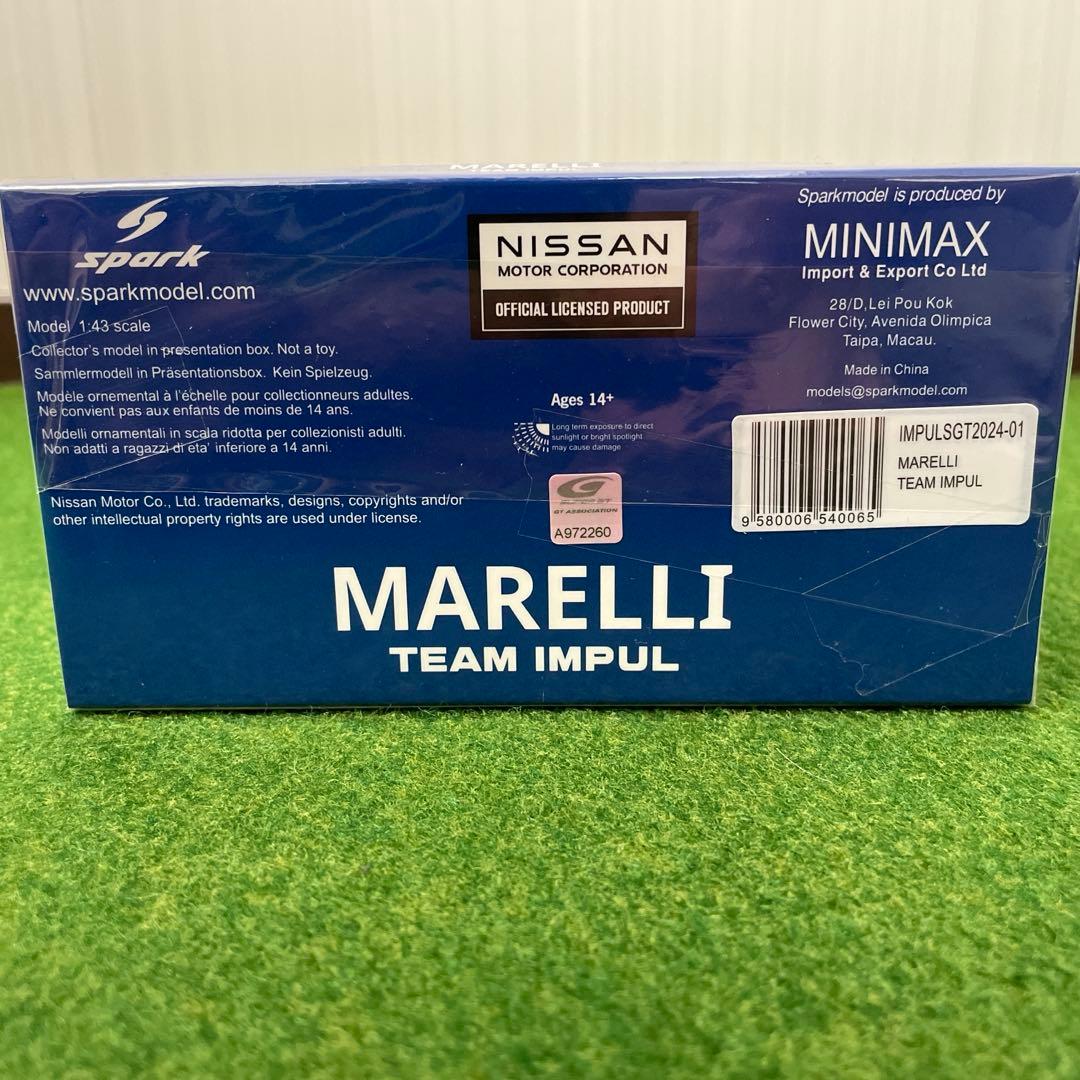 MARELLI
TEAM IMPUL
spark
www.sparkmodel.com
Model 1:43 scale
Collector's model in presentation box. Not a toy.
Sammlermodell in Präsentationsbox. Kein Spielzeug.
Modèle ornemental à l'échelle pour collectionneurs adultes.
Ne convient pas aux enfants de moins de 14 ans.
Modelli ornamentali in scala ridotta per collezionisti adulti.
Non adatti a ragazzi di eta' inferiore a 14 anni.
Nissan Motor Co., Ltd. trademarks, designs, copyrights and/or
other intellectual property rights are used under license.
NISSAN
MOTOR CORPORATION
OFFICIAL LICENSED PRODUCT
Ages 14+
Long term exposure to direct
sunlight or bright spotlight
may cause damage
SUPER GT
GT ASSOCIATION
A972260
Sparkmodel is produced by
MINIMAX
Import & Export Co Ltd
28/D,Lei Pou Kok
Flower City, Avenida Olimpica
Taipa, Macau.
Made in China
models@sparkmodel.com
IMPULSGT2024-01
MARELLI
TEAM IMPUL
9 580006 540065
MARELLI
TEAM IMPUL